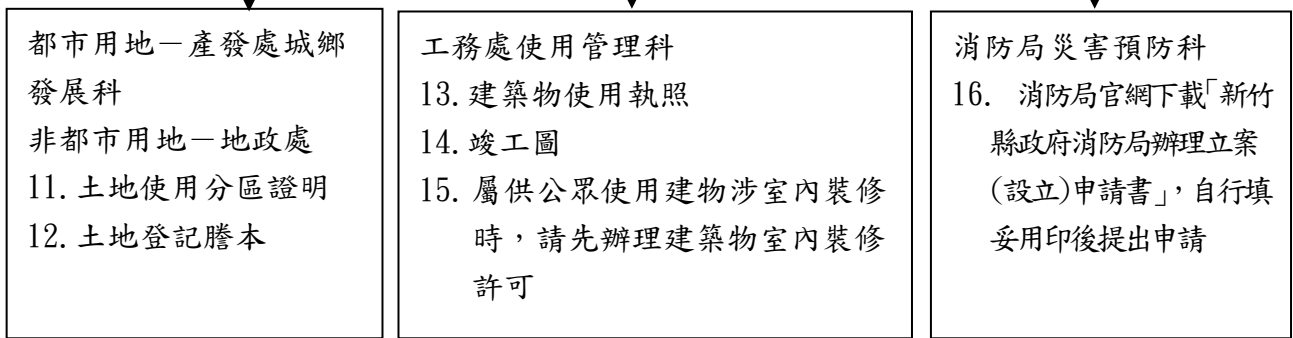 都市用地－產發處城鄉
發展科
非都市用地－地政處
11.土地使用分區證明
12.土地登記謄本
工務處使用管理科
13.建築物使用執照
14.竣工圖
15.屬供公眾使用建物涉室內裝修
時，請先辦理建築物室內裝修
許可
消防局災害預防科
16. 消防局官網下載「新竹
縣政府消防局辦理立案
(設立)申請書」，自行填
妥用印後提出申請